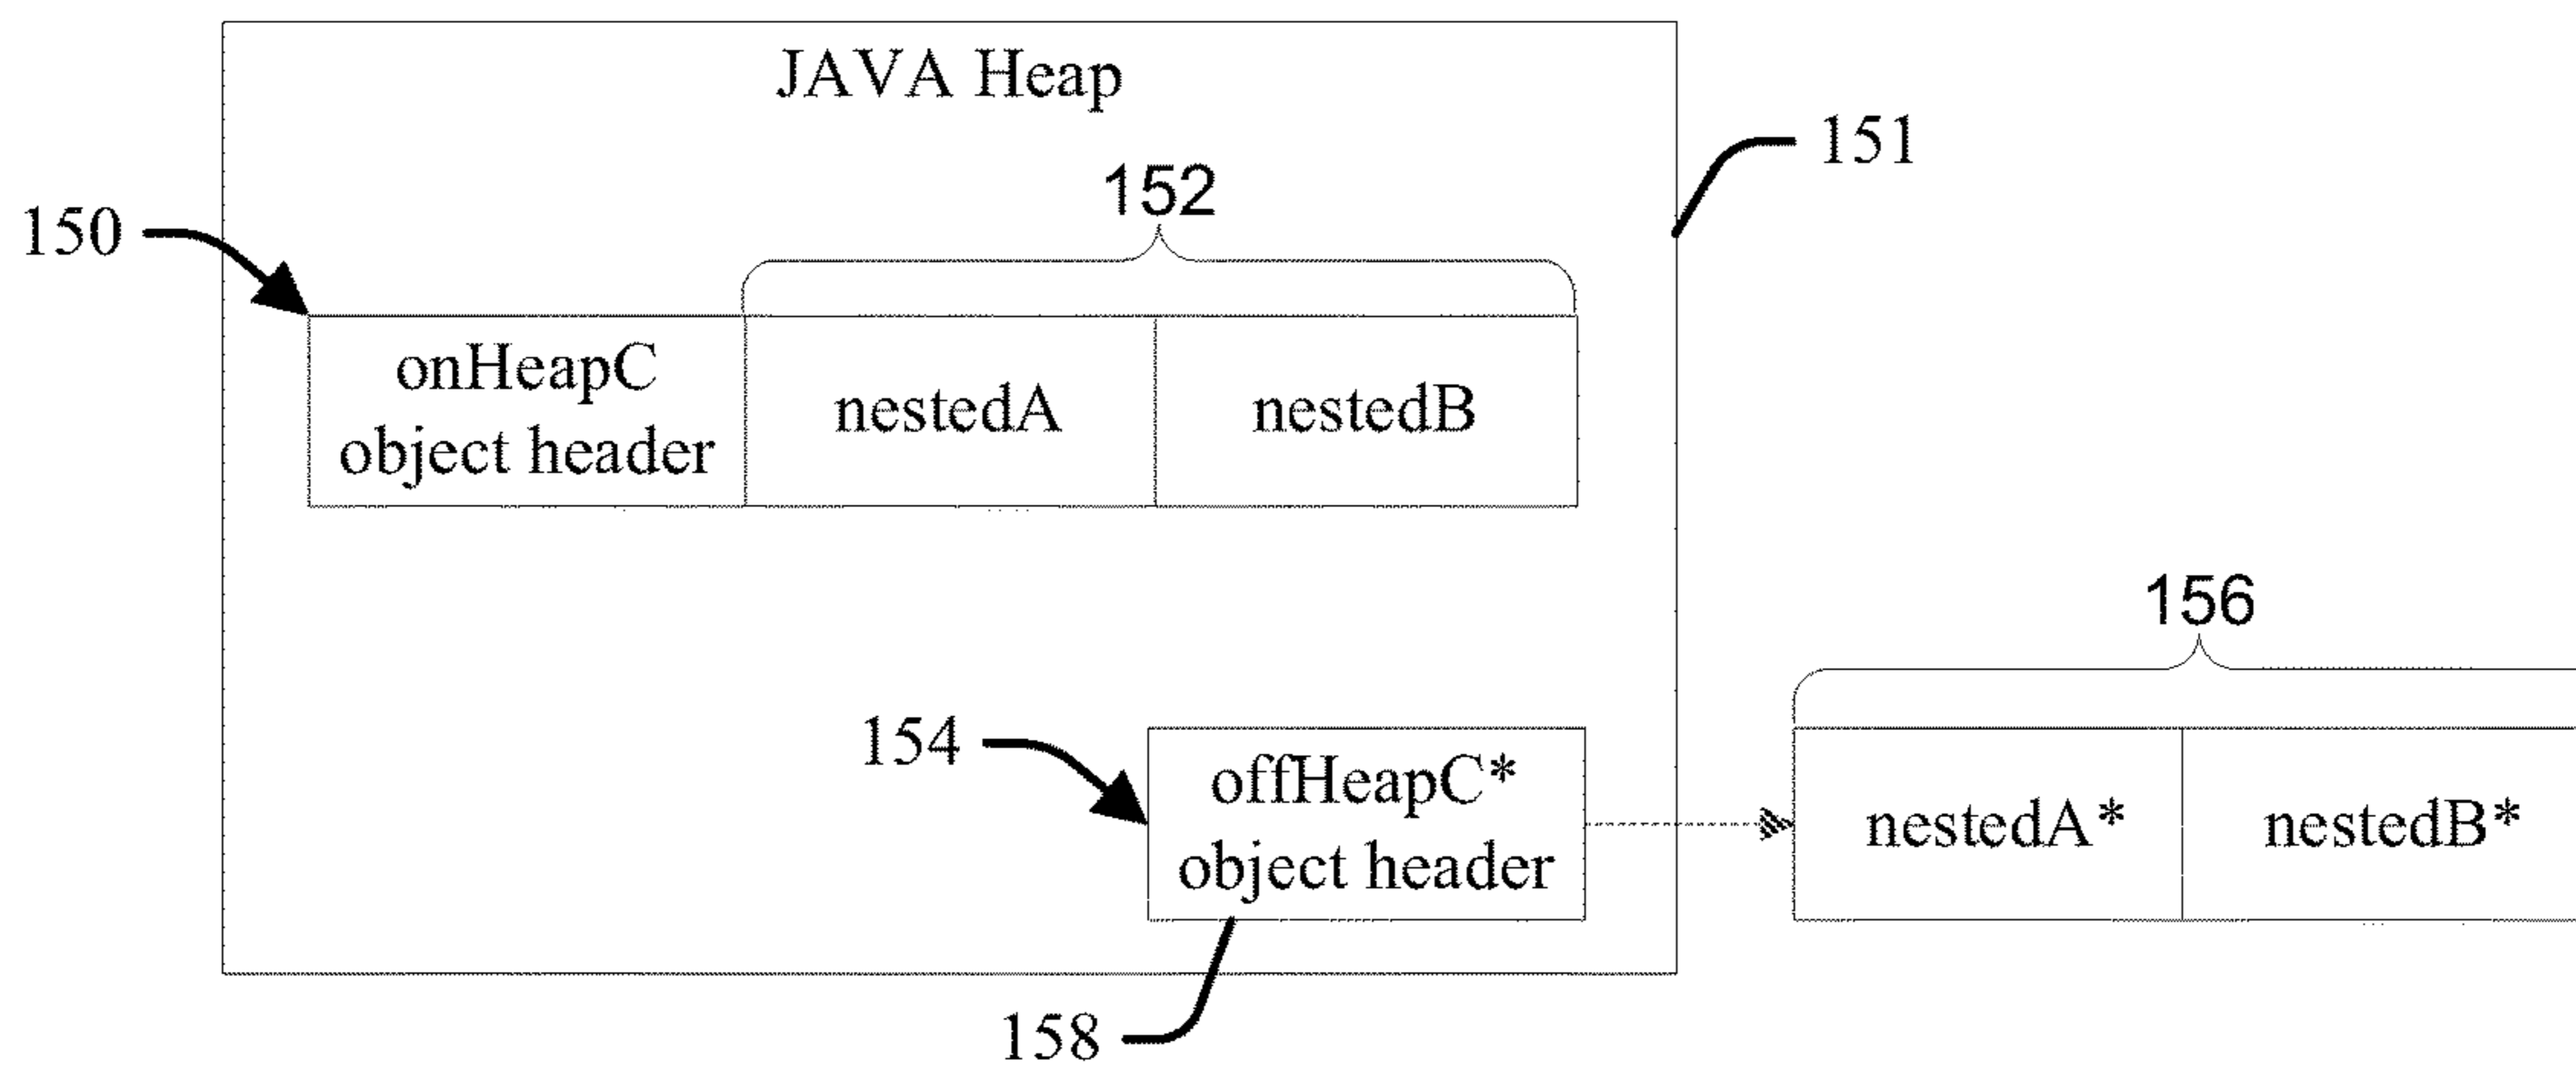 JAVA Heap
151
152
150
onHeapC
object header
nestedA
nestedB
156
154
offHeapC*
object header
nestedA*
nestedB*
158